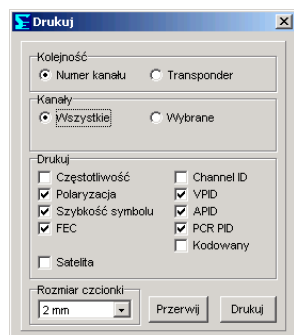 Drukuj
Kolejność
Numer kanału Transponder
Kanały
Wszystkie Wybrane
Drukuj
Częstotliwość Channel ID
Polaryzacja VPID
Szybkość symbolu APID
FEC PCR PID
Kodowany
Satelita
Rozmiar czcionki
2 mm Przerwij Drukuj